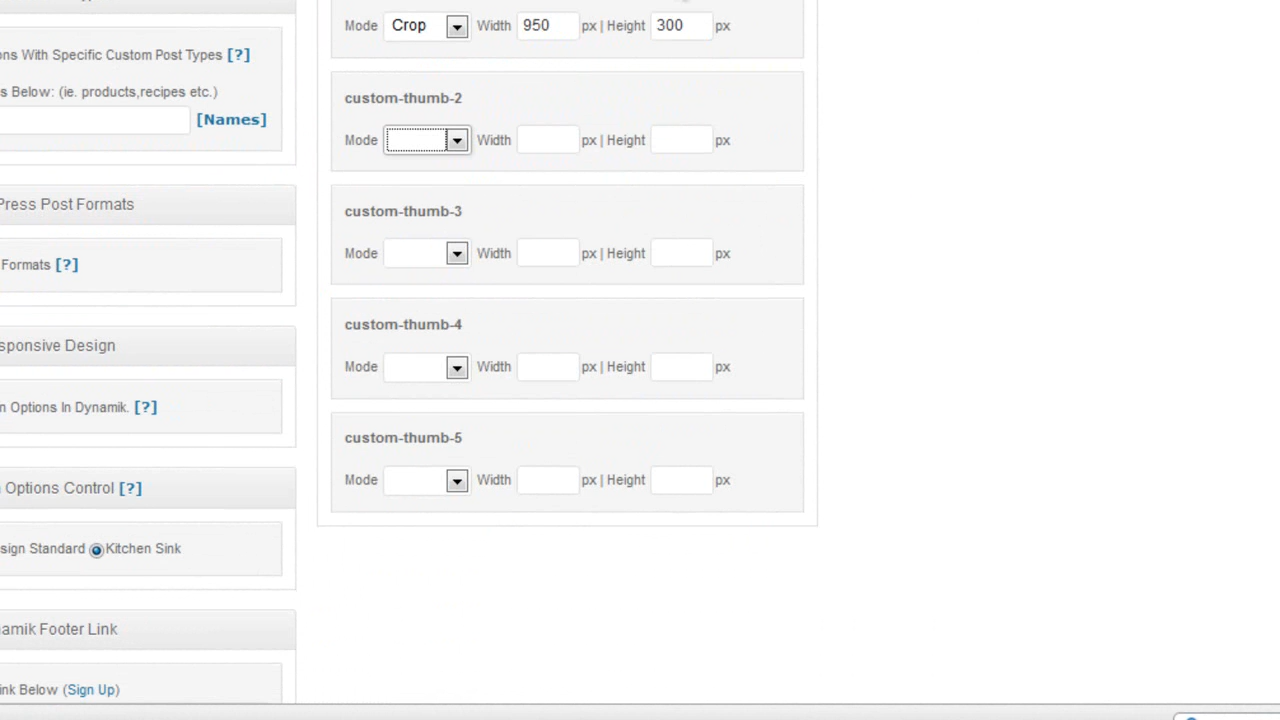 ons With Specific Custom Post Types [?]
s Below: (ie. products,recipes etc.)
[Names]
Press Post Formats
Formats [?]
sponsive Design
n Options In Dynamik. [?]
Options Control [?]
sign Standard Kitchen Sink
amik Footer Link
ink Below (Sign Up)
Mode Crop Width 950 px | Height 300 px
custom-thumb-2
Mode Width px | Height px
custom-thumb-3
Mode Width px | Height px
custom-thumb-4
Mode Width px | Height px
custom-thumb-5
Mode Width px | Height px